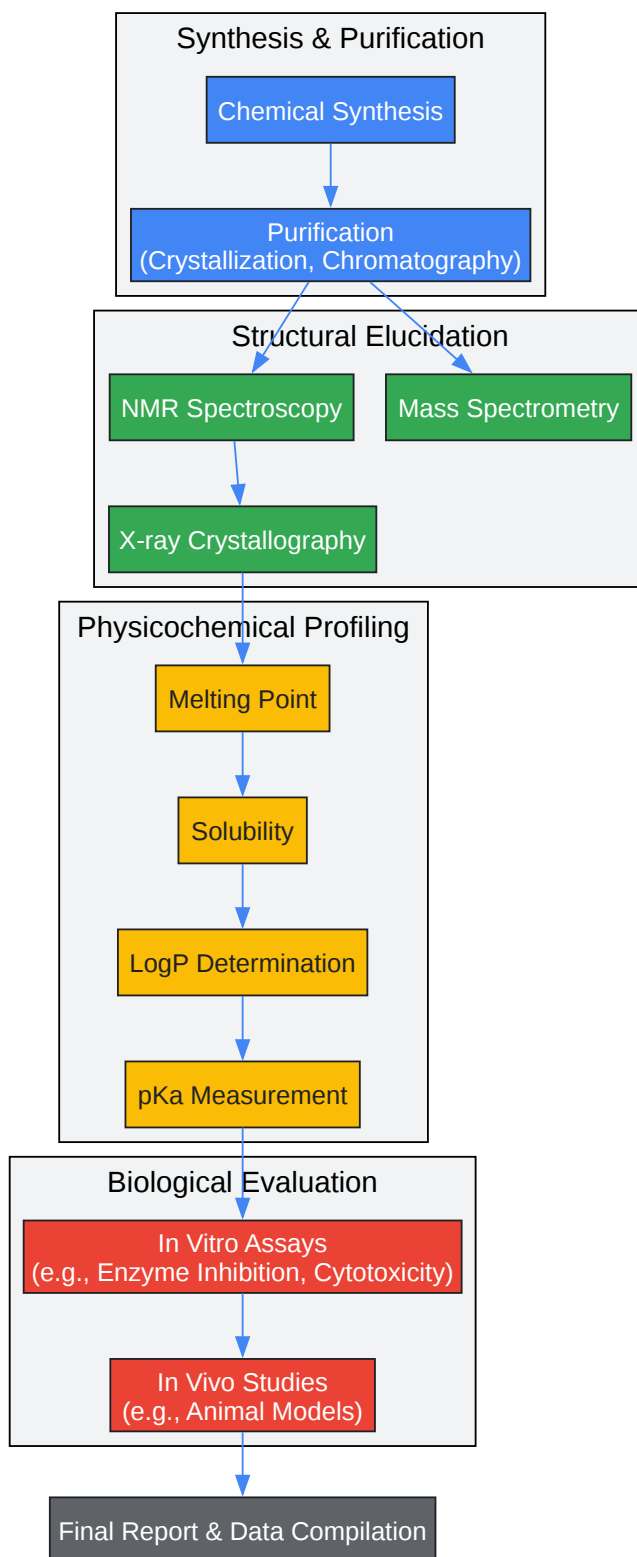 Synthesis & Purification
Chemical Synthesis
Purification
(Crystallization, Chromatography)
Structural Elucidation
NMR Spectroscopy
Mass Spectrometry
X-ray Crystallography
Physicochemical Profiling
Melting Point
Solubility
LogP Determination
pKa Measurement
Biological Evaluation
In Vitro Assays
(e.g., Enzyme Inhibition, Cytotoxicity)
In Vivo Studies
(e.g., Animal Models)
Final Report & Data Compilation